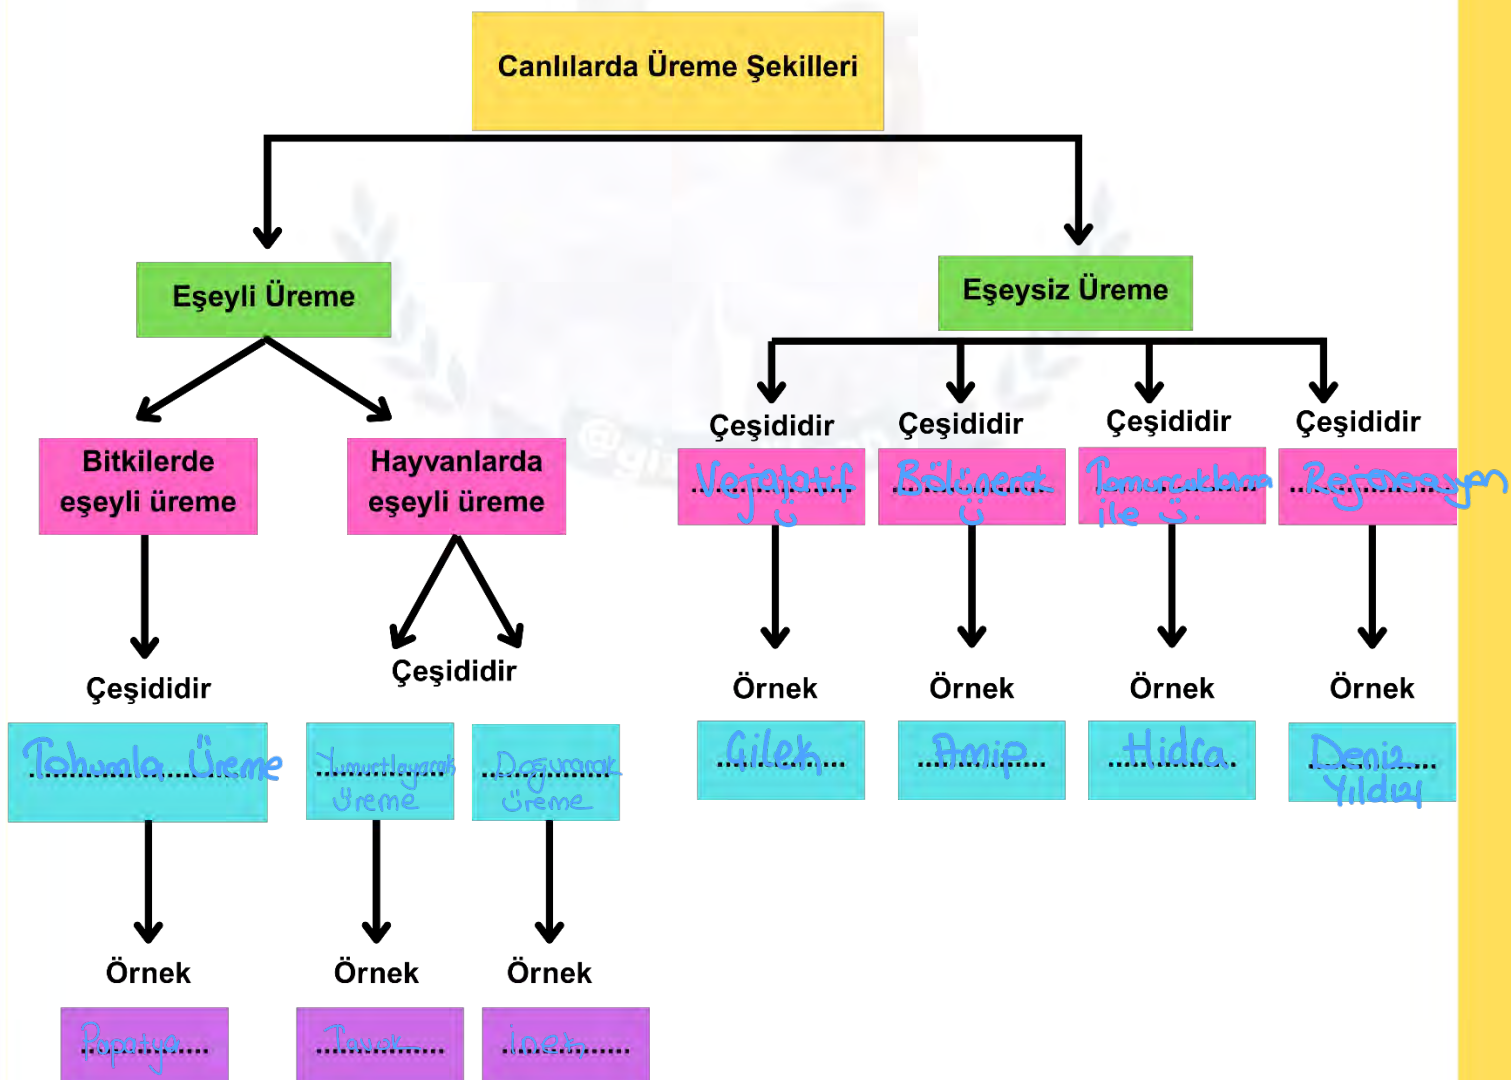 Canlılarda Üreme Şekilleri
Eşeyli Üreme
Eşeysiz Üreme
Bitkilerde
eşeyli üreme
Hayvanlarda
eşeyli üreme
Çeşididir
Çeşididir
Çeşididir
Çeşididir
Vejatatif
Ü
Bölünerek
Ü
Tomurcuklanma
ile Ü.
Rejenerasyon
Çeşididir
Çeşididir
Örnek
Örnek
Örnek
Örnek
Tohumla Üreme
Yumurtlayarak
üreme
Doğurarak
üreme
Çilek
Amip
Hidra
Deniz
Yıldızı
Örnek
Örnek
Örnek
Papatya
Tavuk
inek